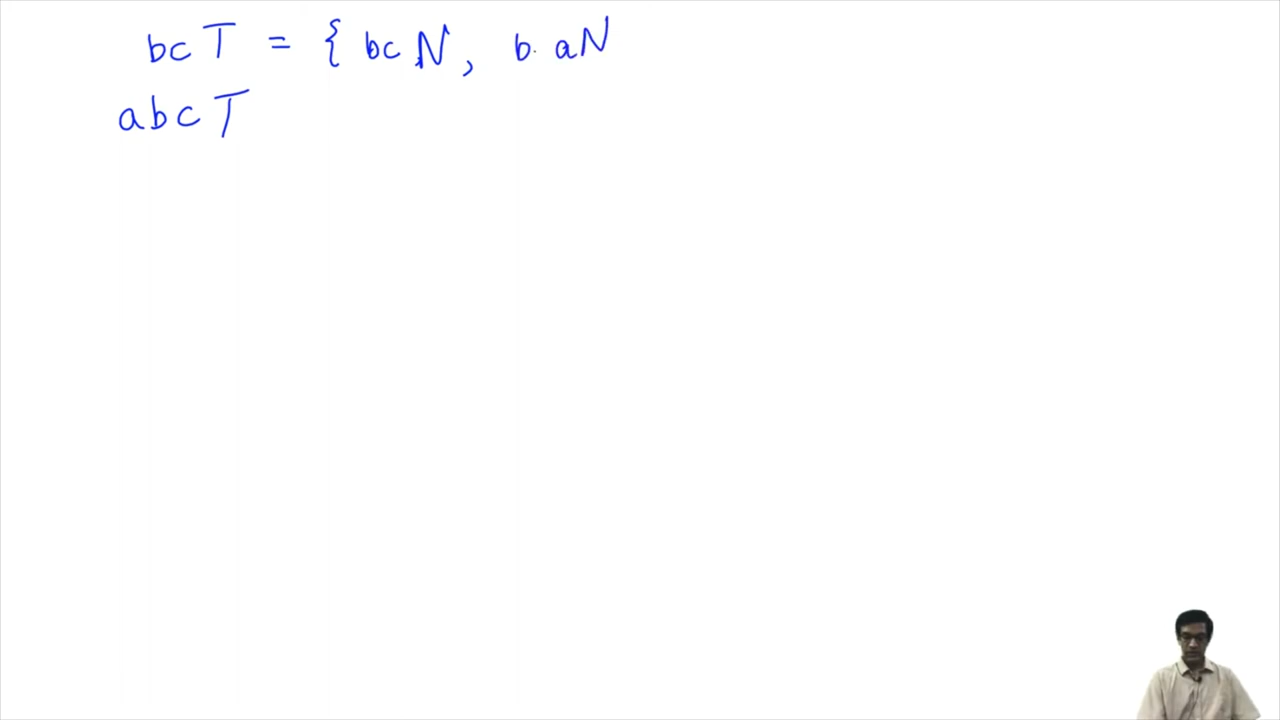 bcT = { bcN, b. aN
abcT